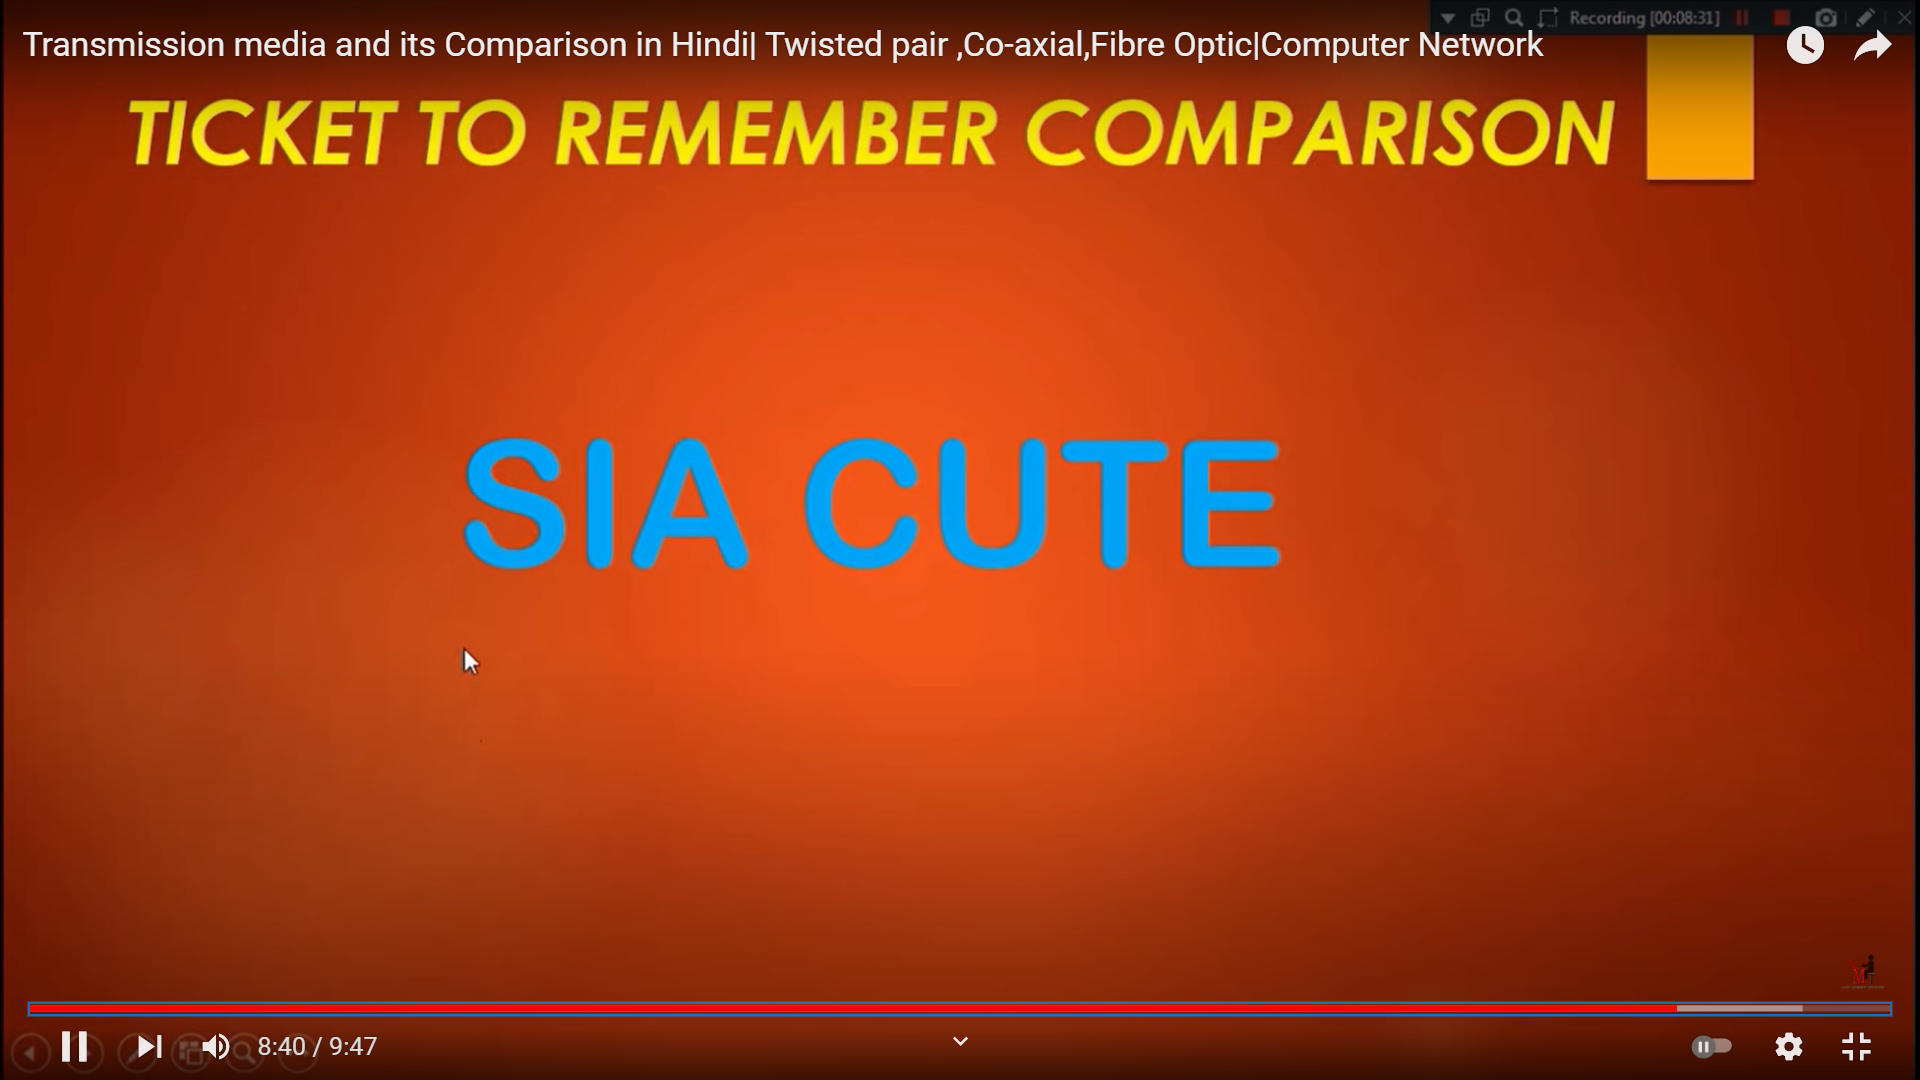 Recording [00:08:31]
Transmission media and its Comparison in Hindi| Twisted pair ,Co-axial,Fibre Optic|Computer Network
TICKET TO REMEMBER COMPARISON
SIA CUTE
8:40 / 9:47